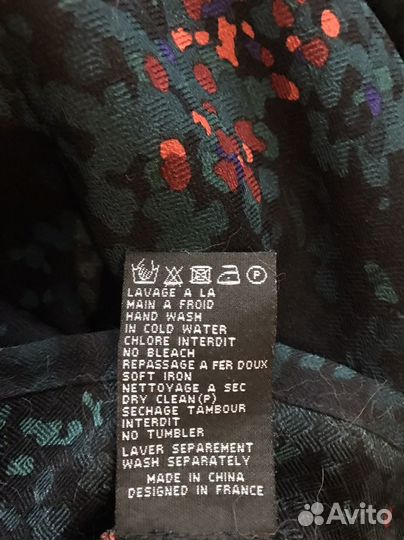 P
LAVAGE A LA
MAIN A FROID
HAND WASH
IN COLD WATER
CHLORE INTERDIT
NO BLEACH
REPASSAGE A FER DOUX
SOFT IRON
NETTOYAGE A SEC
DRY CLEAN(P)
SECHAGE TAMBOUR
INTERDIT
NO TUMBLER
LAVER SEPAREMENT
WASH SEPARATELY
MADE IN CHINA
DESIGNED IN FRANCE
Avito